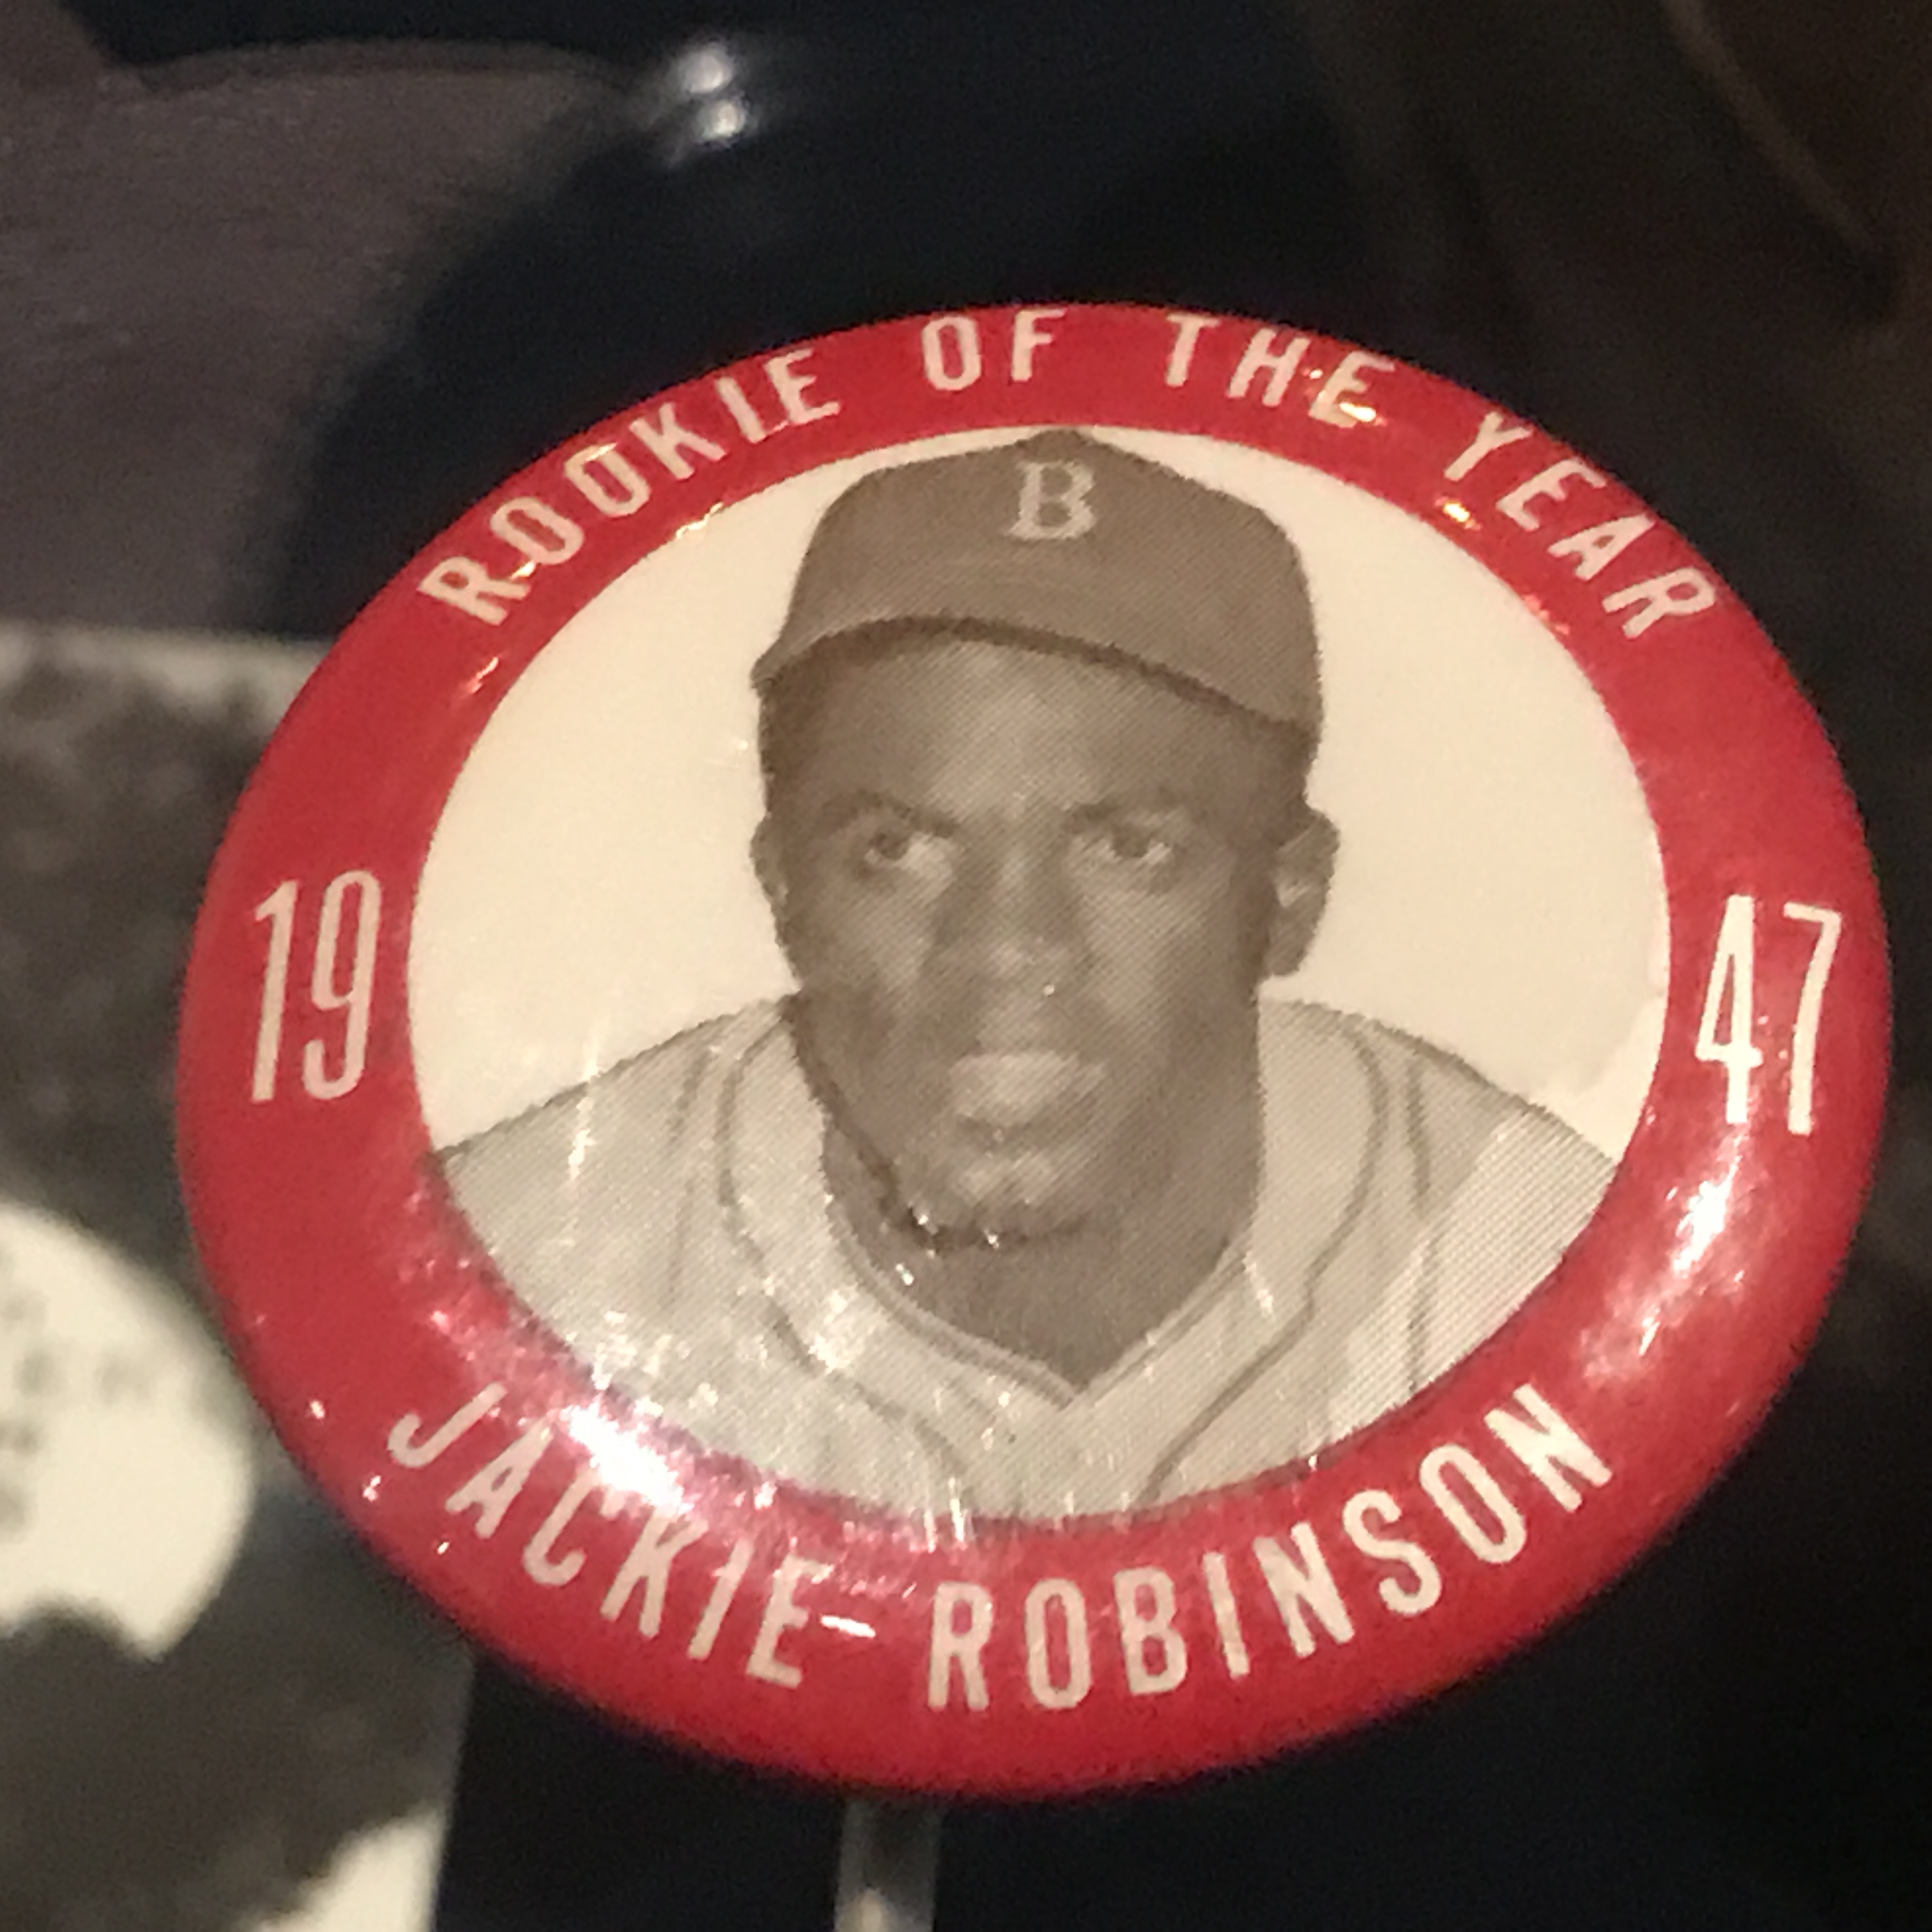 ROOKIE OF THE YEAR
B
19 47
JACKIE ROBINSON